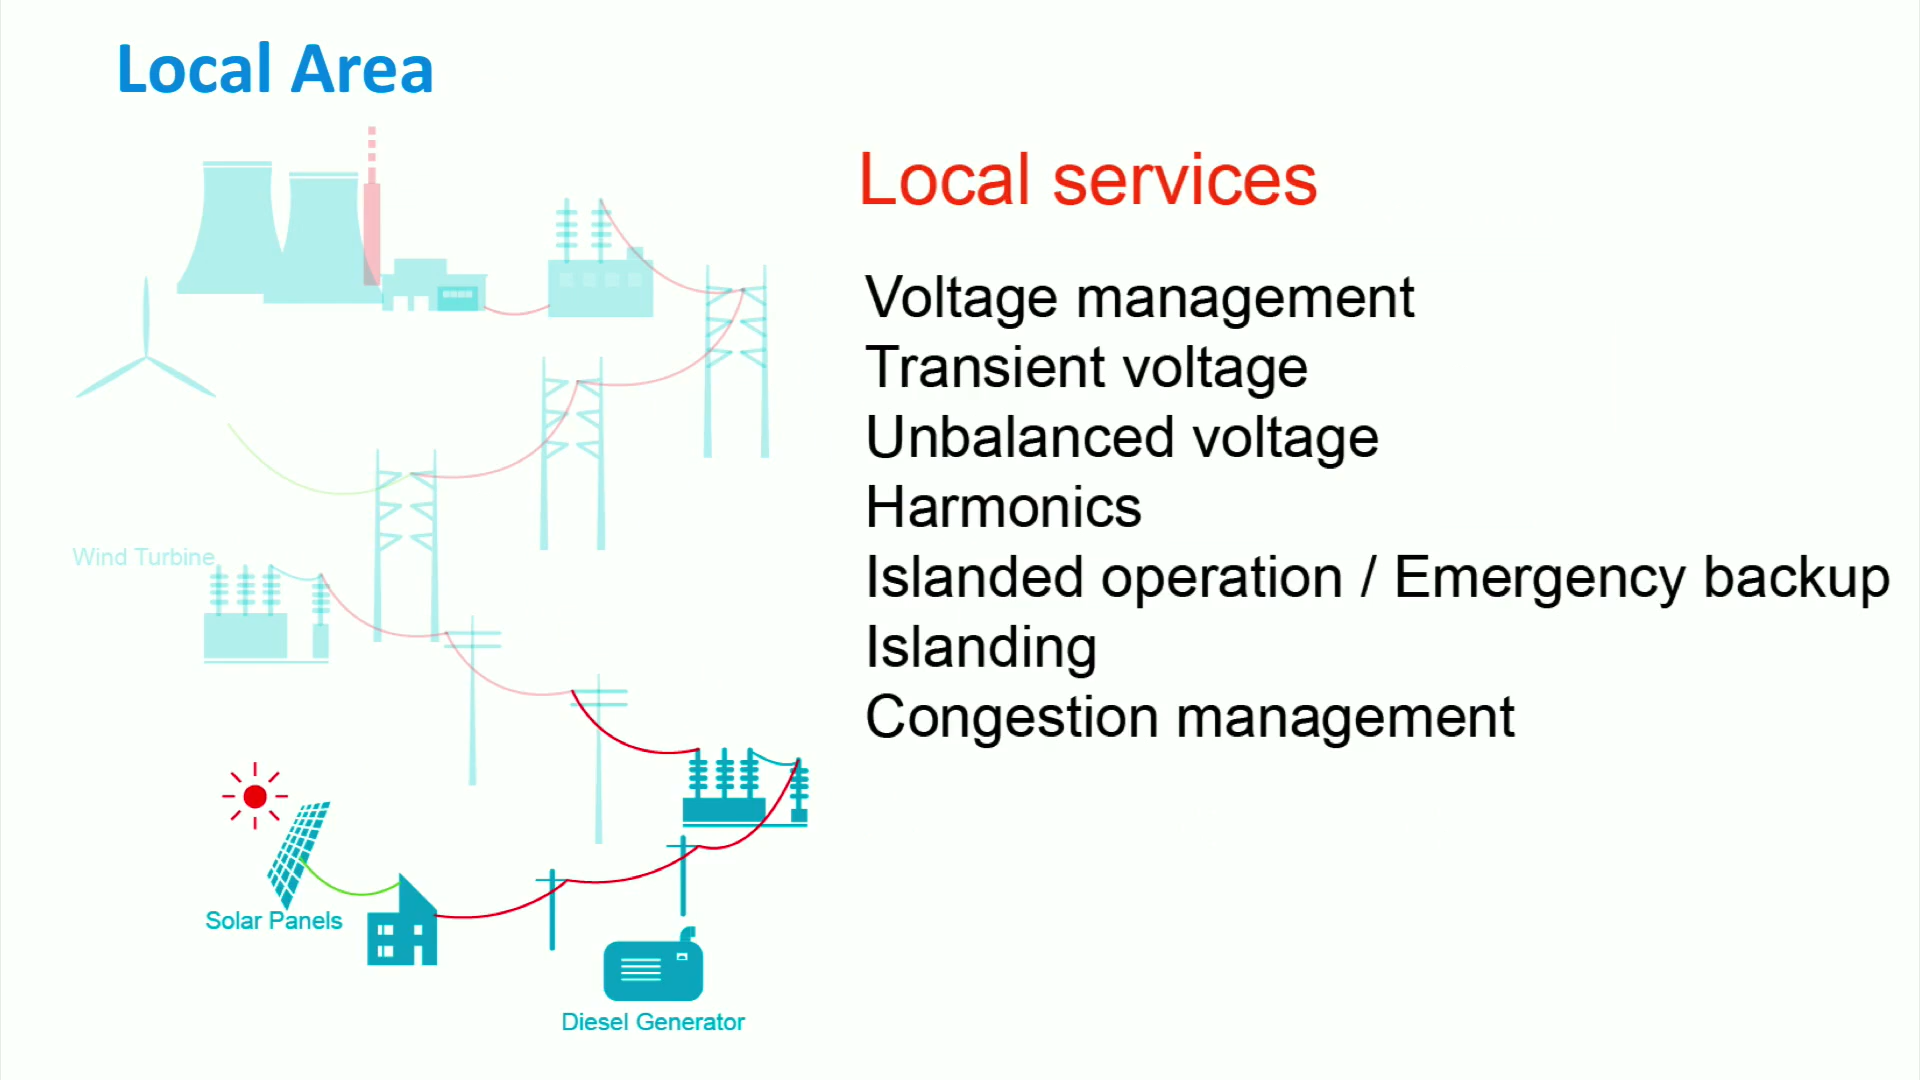 Local Area
Local services
Voltage management
Transient voltage
Unbalanced voltage
Harmonics
Islanded operation / Emergency backup
Islanding
Congestion management
Wind Turbine
Solar Panels
Diesel Generator